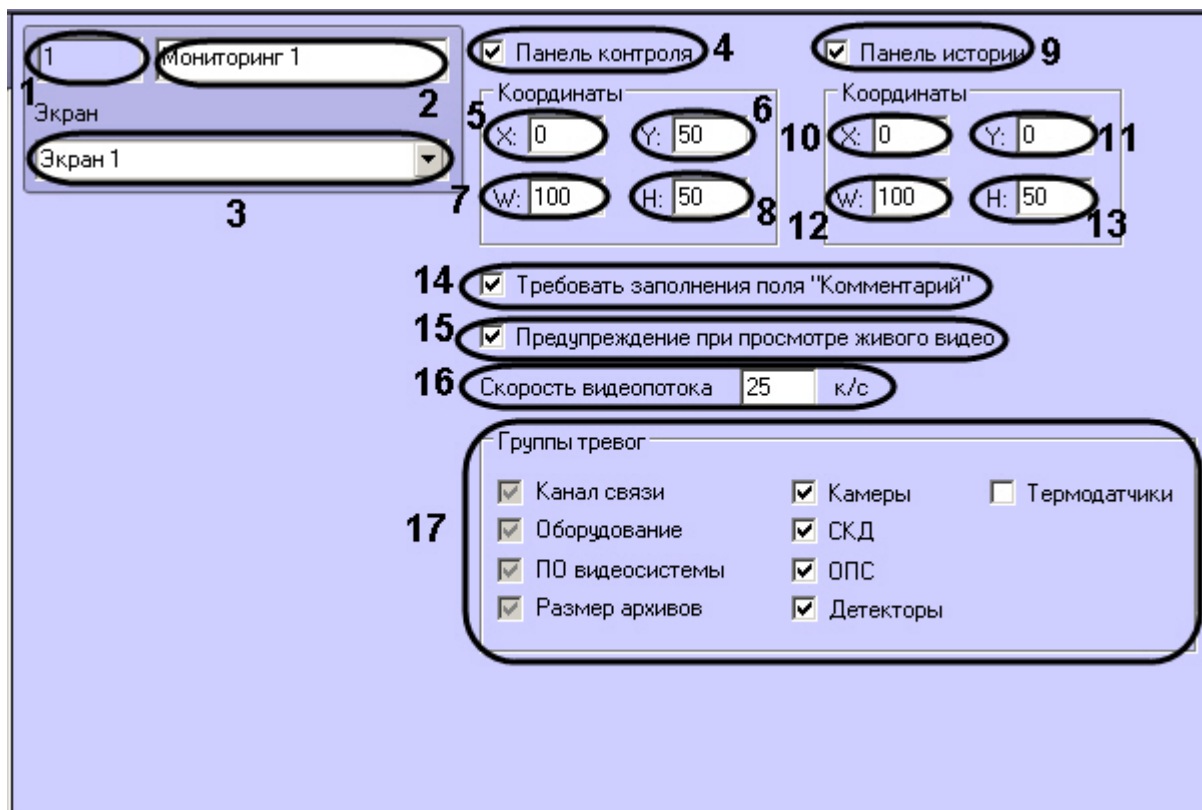 1 Мониторинг 1
1
2
Экран
Экран 1
3
Панель контроля 4
Координаты
5 X: 0 Y: 50 6
7 W: 100 H: 50 8
Панель истории 9
Координаты
10 X: 0 Y: 0 11
12 W: 100 H: 50 13
14 Требовать заполнения поля "Комментарий"
15 Предупреждение при просмотре живого видео
16 Скорость видеопотока 25 к/с
17
Группы тревог
Канал связи Камеры Термодатчики
Оборудование СКД
ПО видеосистемы ОПС
Размер архивов Детекторы